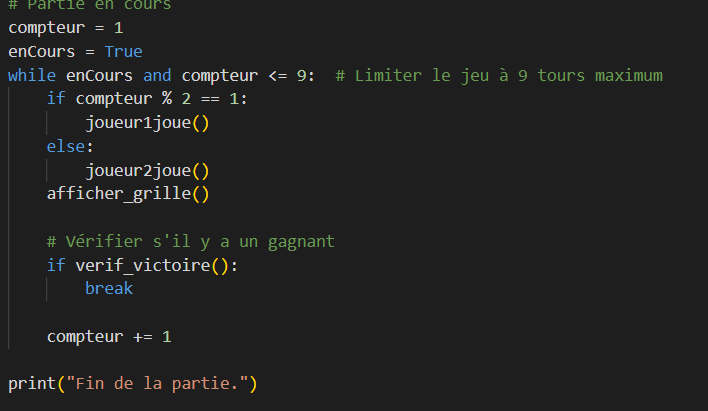 # Partie en cours
compteur = 1
enCours = True
while enCours and compteur <= 9:  # Limiter le jeu à 9 tours maximum
    if compteur % 2 == 1:
        joueur1joue()
    else:
        joueur2joue()
    afficher_grille()

    # Vérifier s'il y a un gagnant
    if verif_victoire():
        break

    compteur += 1

print("Fin de la partie.")